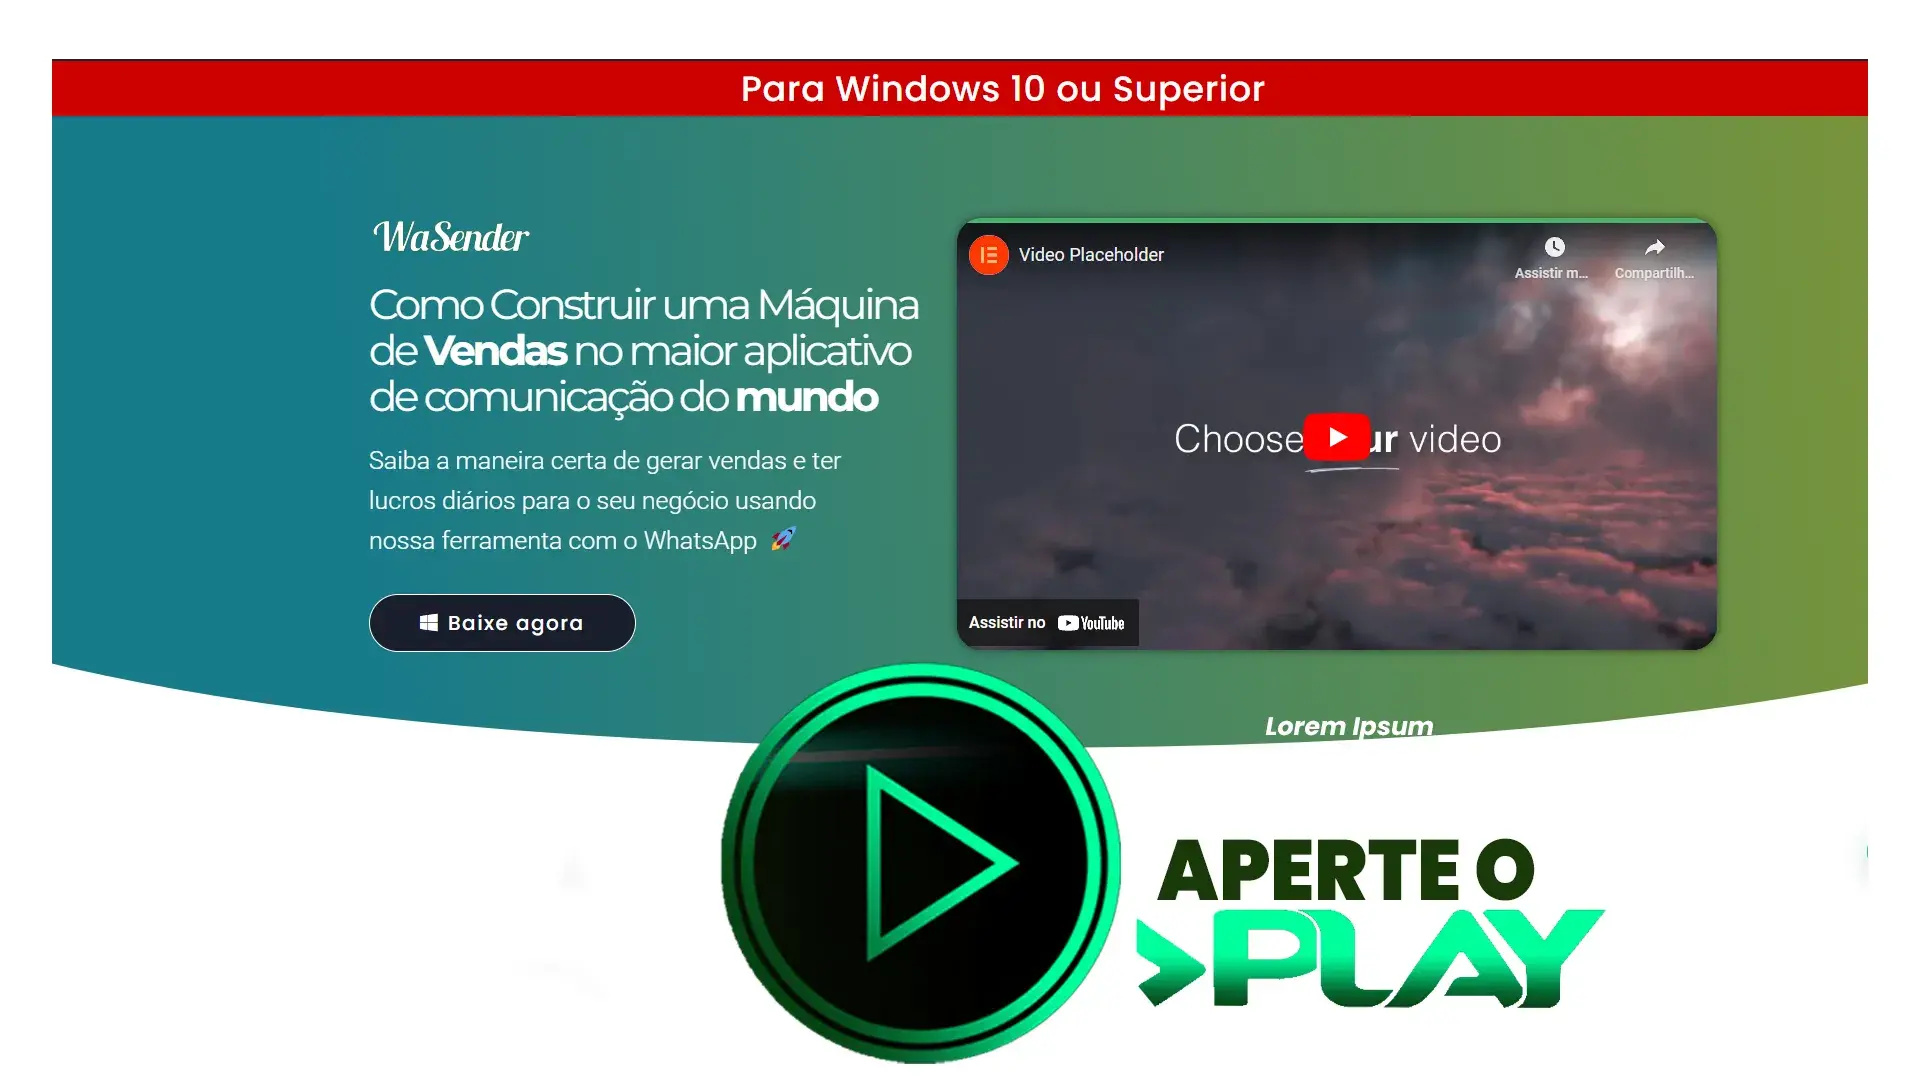 Para Windows 10 ou Superior
WaSender
Como Construir uma Máquina
de Vendas no maior aplicativo
de comunicação do mundo
Saiba a maneira certa de gerar vendas e ter
lucros diários para o seu negócio usando
nossa ferramenta com o WhatsApp 🚀
Baixe agora
Video Placeholder
Assistir m...
Compartilh...
Choose ur video
Assistir no YouTube
Lorem Ipsum
APERTE O
PLAY